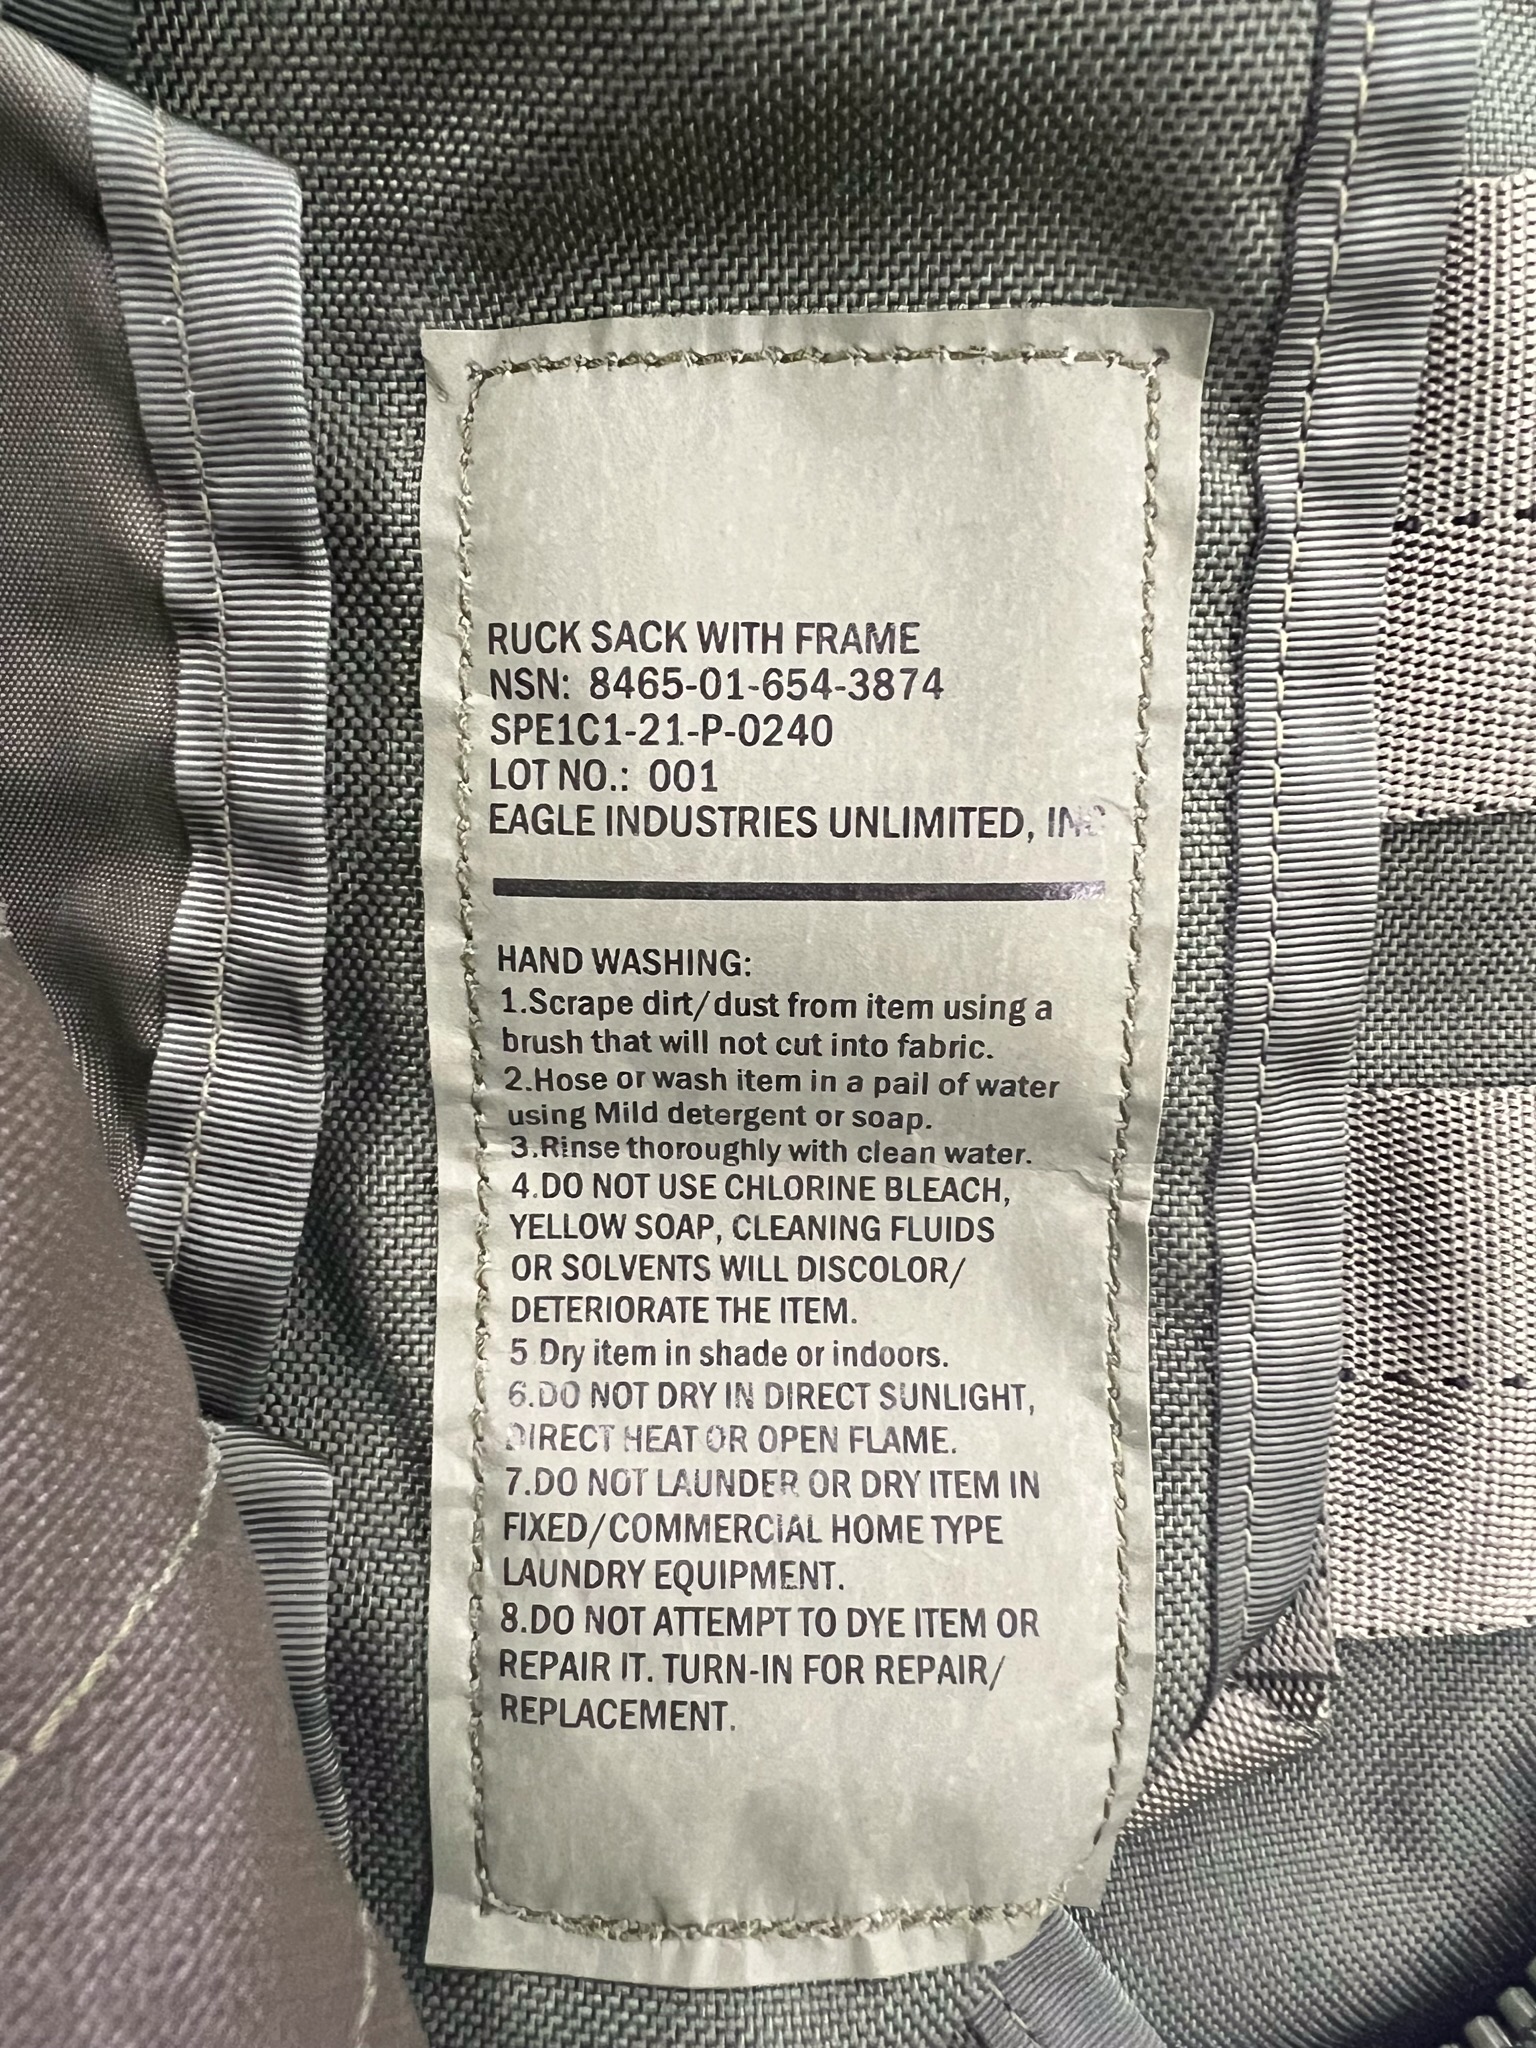 RUCK SACK WITH FRAME
NSN: 8465-01-654-3874
SPE1C1-21-P-0240
LOT NO.: 001
EAGLE INDUSTRIES UNLIMITED, INC
HAND WASHING:
1.Scrape dirt/dust from item using a
brush that will not cut into fabric.
2.Hose or wash item in a pail of water
using Mild detergent or soap.
3.Rinse thoroughly with clean water.
4.DO NOT USE CHLORINE BLEACH,
YELLOW SOAP, CLEANING FLUIDS
OR SOLVENTS WILL DISCOLOR/
DETERIORATE THE ITEM.
5.Dry item in shade or indoors.
6.DO NOT DRY IN DIRECT SUNLIGHT,
DIRECT HEAT OR OPEN FLAME.
7.DO NOT LAUNDER OR DRY ITEM IN
FIXED/COMMERCIAL HOME TYPE
LAUNDRY EQUIPMENT.
8.DO NOT ATTEMPT TO DYE ITEM OR
REPAIR IT. TURN-IN FOR REPAIR/
REPLACEMENT.